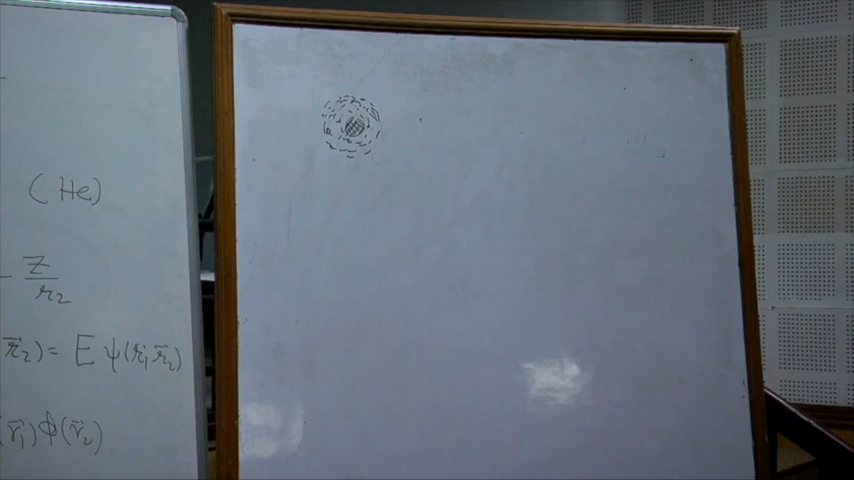 (He)
- Z/r₂
r̄₂) = E ψ(r̄₁ r̄₂)
(r̄₁) ϕ(r̄₂)